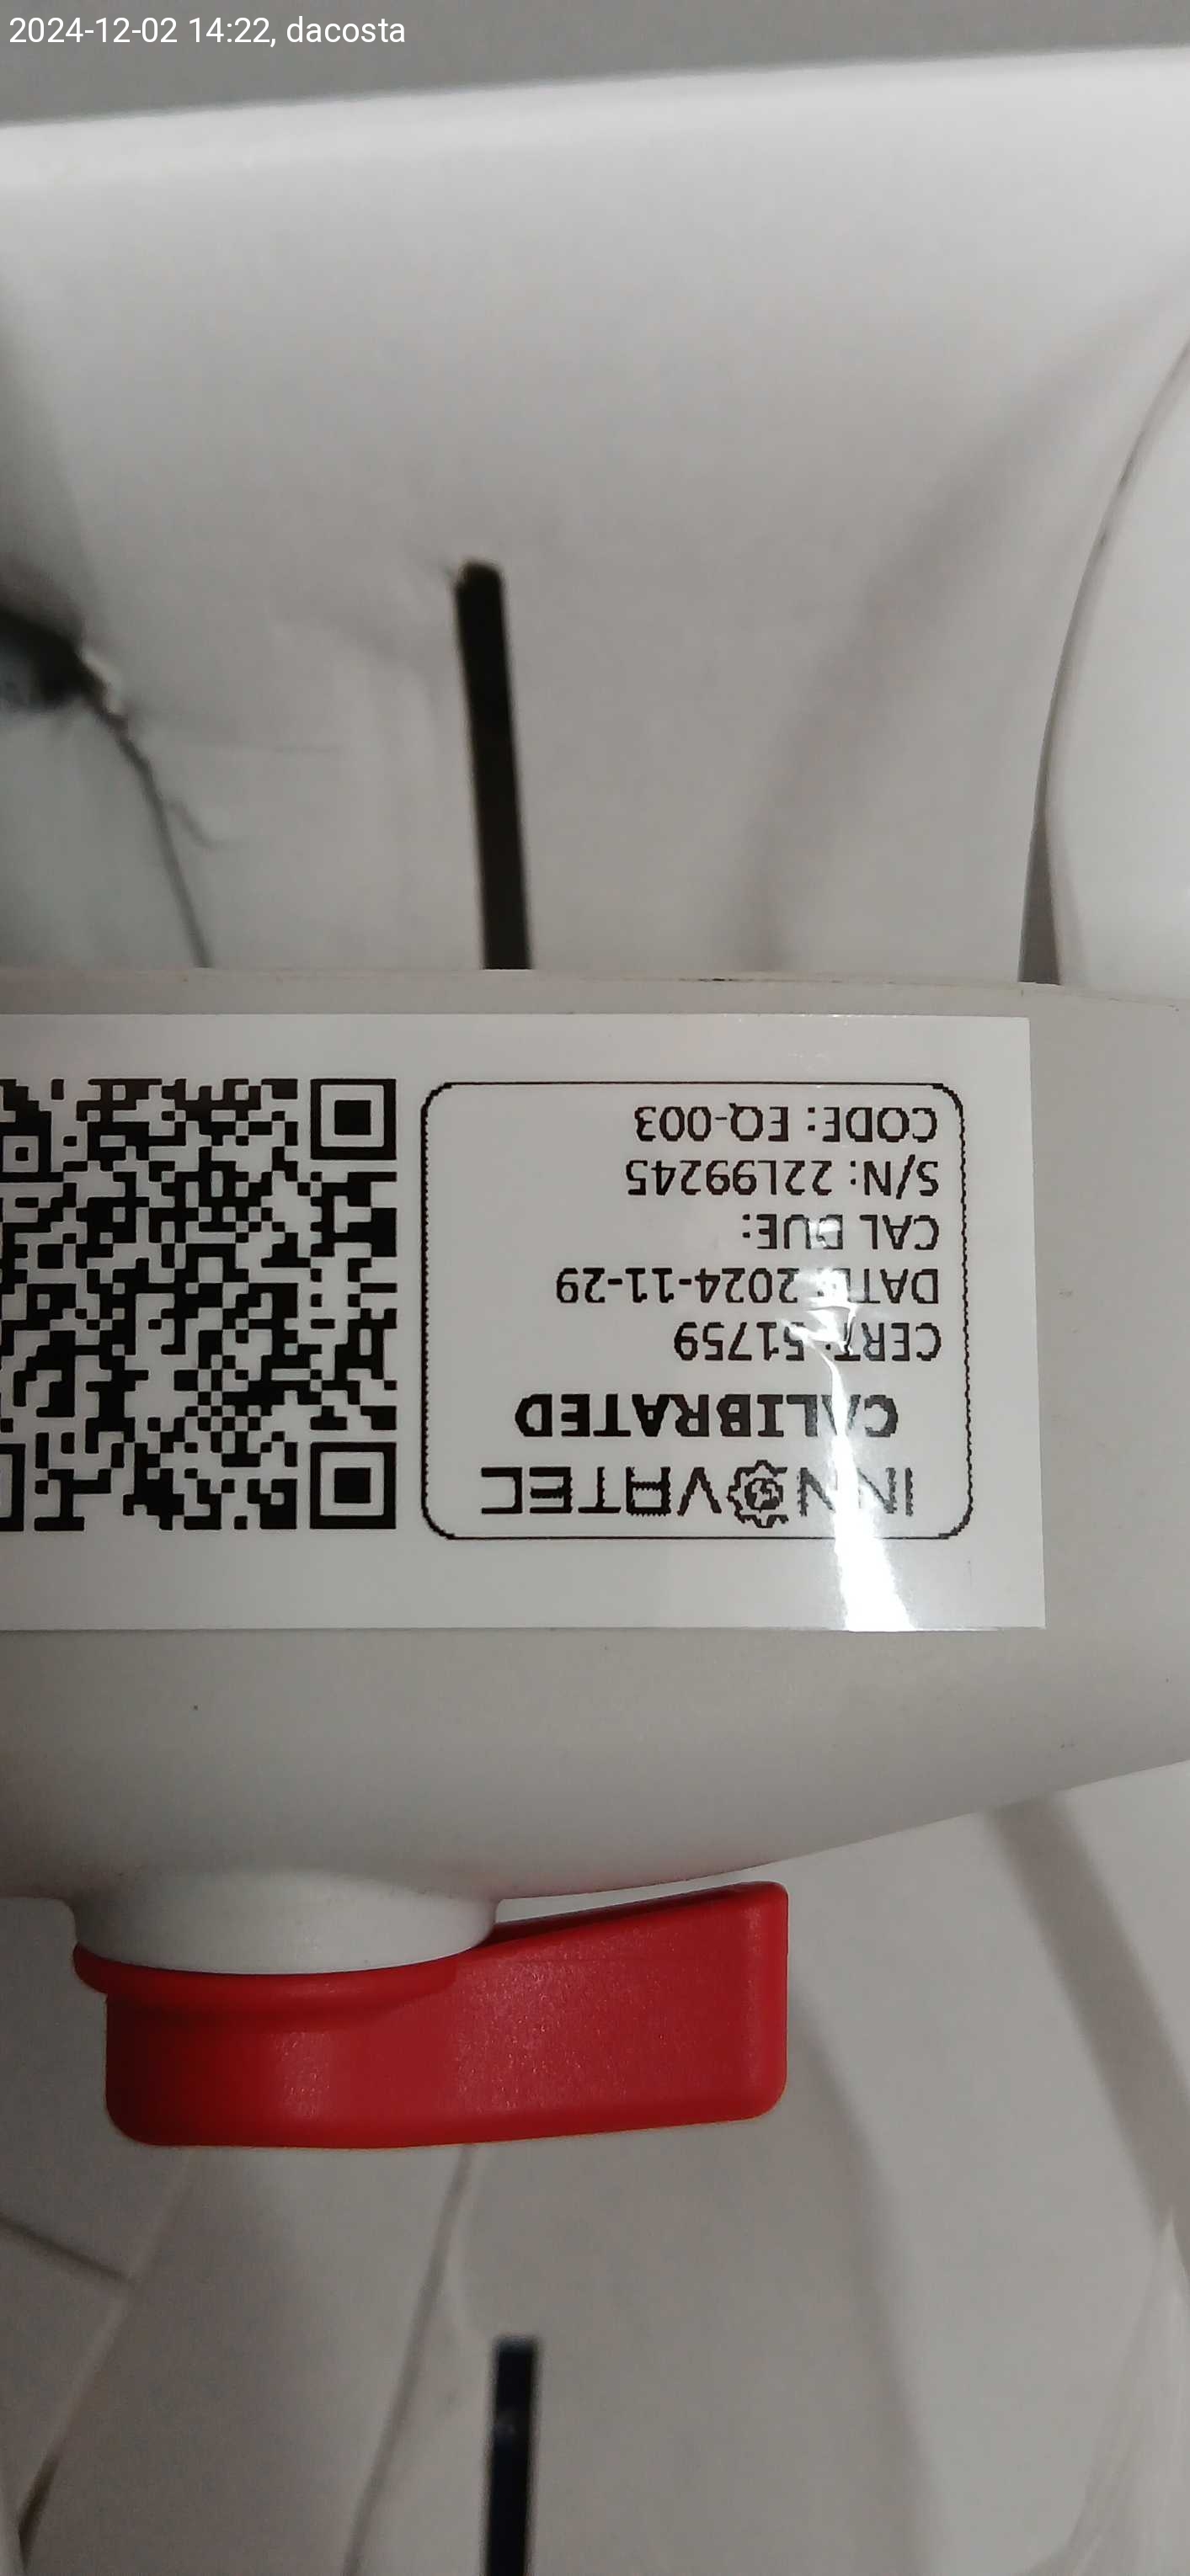 2024-12-02 14:22, dacosta
INNOVATEC
CALIBRATED
CERT: 51759
DATE: 2024-11-29
CAL DUE:
S/N: 22L99245
CODE: EQ-003